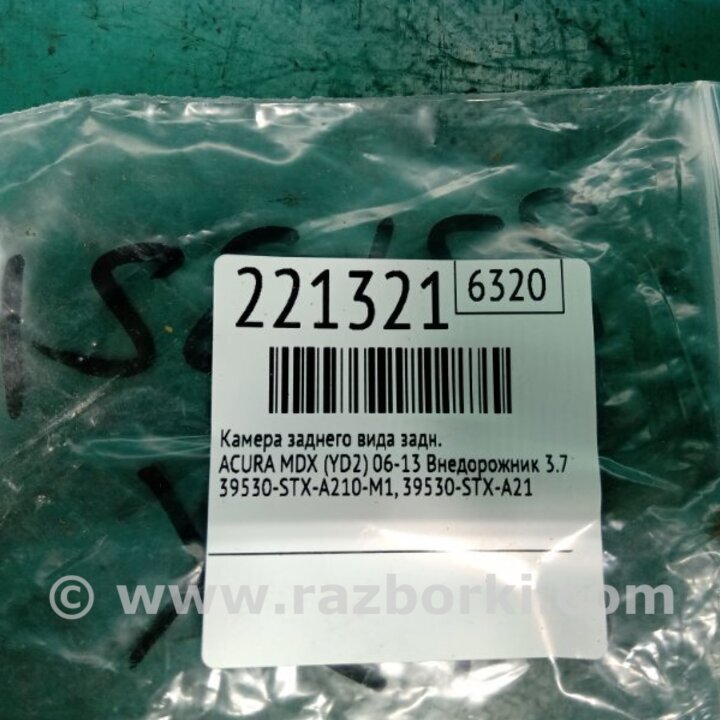 221321
6320
Камера заднего вида задн.
ACURA MDX (YD2) 06-13 Внедорожник 3.7
39530-STX-A210-M1, 39530-STX-A21
© www.razborki.com